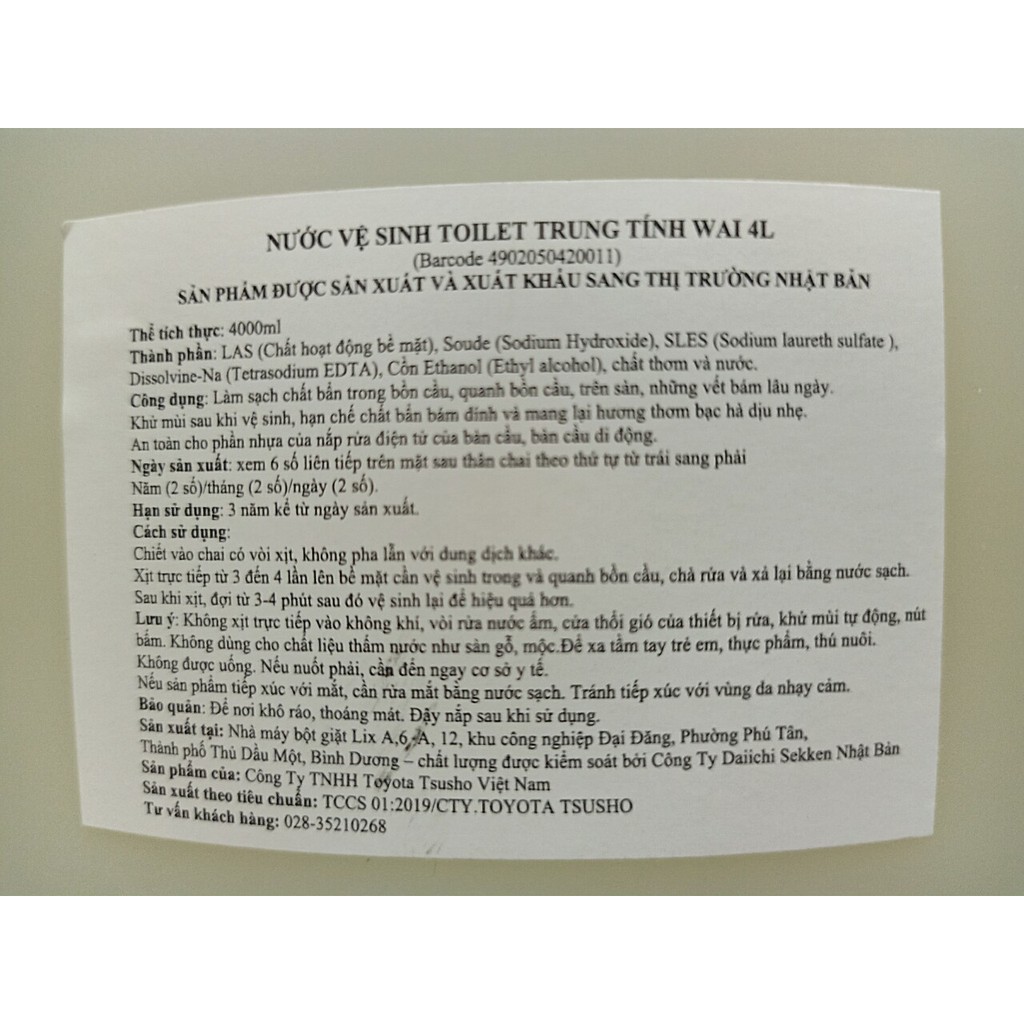 NƯỚC VỆ SINH TOILET TRUNG TÍNH WAI 4L
(Barcode 4902050420011)
SẢN PHẨM ĐƯỢC SẢN XUẤT VÀ XUẤT KHẨU SANG THỊ TRƯỜNG NHẬT BẢN
Thể tích thực: 4000ml
Thành phần: LAS (Chất hoạt động bề mặt), Soude (Sodium Hydroxide), SLES (Sodium laureth sulfate ),
Dissolvine-Na (Tetrasodium EDTA), Cồn Ethanol (Ethyl alcohol), chất thơm và nước.
Công dụng: Làm sạch chất bẩn trong bồn cầu, quanh bồn cầu, trên sàn, những vết bám lâu ngày.
Khử mùi sau khi vệ sinh, hạn chế chất bẩn bám dính và mang lại hương thơm bạc hà dịu nhẹ.
An toàn cho phần nhựa của nắp rửa điện tử của bàn cầu, bàn cầu di động.
Ngày sản xuất: xem 6 số liên tiếp trên mặt sau thân chai theo thứ tự từ trái sang phải
Năm (2 số)/tháng (2 số)/ngày (2 số).
Hạn sử dụng: 3 năm kể từ ngày sản xuất.
Cách sử dụng:
Chiết vào chai có vòi xịt, không pha lẫn với dung dịch khác.
Xịt trực tiếp từ 3 đến 4 lần lên bề mặt cần vệ sinh trong và quanh bồn cầu, chà rửa và xả lại bằng nước sạch.
Sau khi xịt, đợi từ 3-4 phút sau đó vệ sinh lại để hiệu quả hơn.
Lưu ý: Không xịt trực tiếp vào không khí, vòi rửa nước ấm, cửa thổi gió của thiết bị rửa, khử mùi tự động, nút
bấm. Không dùng cho chất liệu thấm nước như sàn gỗ, mộc.Để xa tầm tay trẻ em, thực phẩm, thú nuôi.
Không được uống. Nếu nuốt phải, cần đến ngay cơ sở y tế.
Nếu sản phẩm tiếp xúc với mắt, cần rửa mắt bằng nước sạch. Tránh tiếp xúc với vùng da nhạy cảm.
Bảo quản: Để nơi khô ráo, thoáng mát. Đậy nắp sau khi sử dụng.
Sản xuất tại: Nhà máy bột giặt Lix A,6-A, 12, khu công nghiệp Đại Đăng, Phường Phú Tân,
Thành phố Thủ Dầu Một, Bình Dương – chất lượng được kiểm soát bởi Công Ty Daiichi Sekken Nhật Bản
Sản phẩm của: Công Ty TNHH Toyota Tsusho Việt Nam
Sản xuất theo tiêu chuẩn: TCCS 01:2019/CTY.TOYOTA TSUSHO
Tư vấn khách hàng: 028-35210268